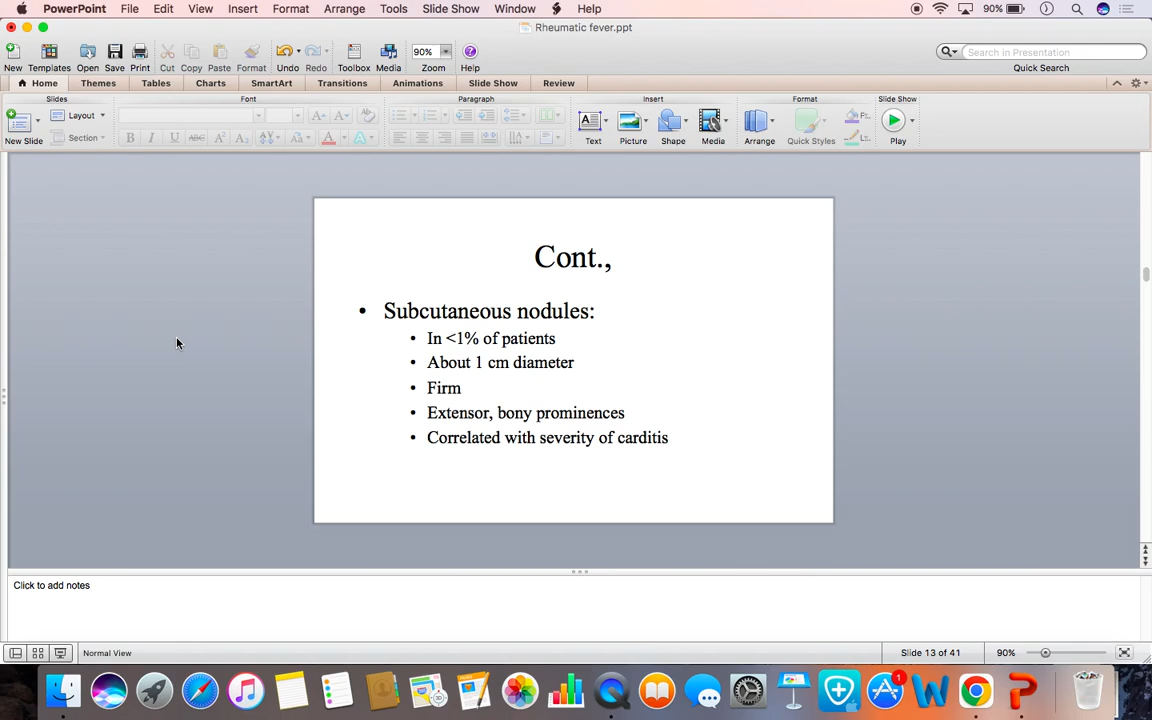 PowerPoint File Edit View Insert Format Arrange Tools Slide Show Window Help 90%
Rheumatic fever.ppt
New Templates Open Save Print Cut Copy Paste Format Undo Redo Toolbox Media 90% Zoom Help Search in Presentation Quick Search
Home Themes Tables Charts SmartArt Transitions Animations Slide Show Review
Slides Font Paragraph Insert Format Slide Show
New Slide Layout Section Text Picture Shape Media Arrange Quick Styles Play
Cont.,
• Subcutaneous nodules:
• In <1% of patients
• About 1 cm diameter
• Firm
• Extensor, bony prominences
• Correlated with severity of carditis
Click to add notes
Normal View Slide 13 of 41 90%